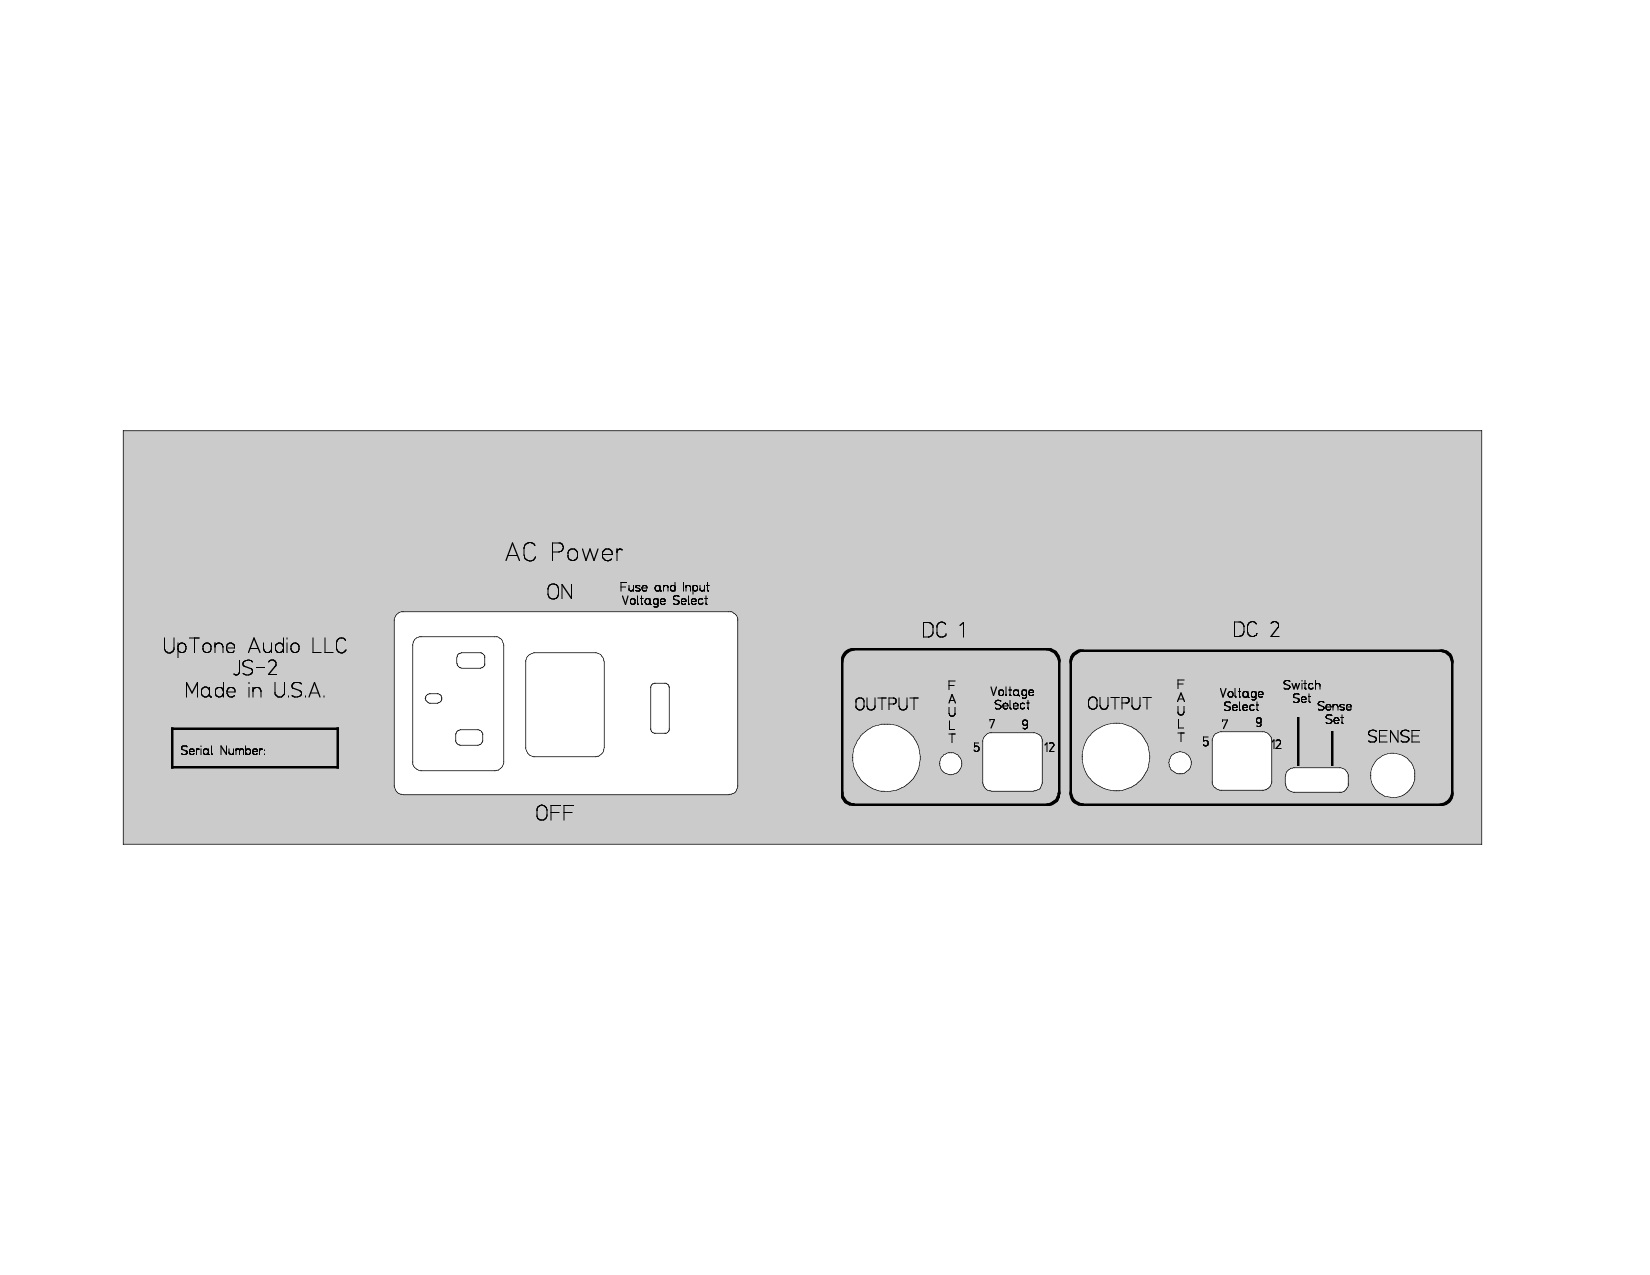 AC Power
ON
Fuse and Input
Voltage Select
OFF
UpTone Audio LLC
JS-2
Made in U.S.A.
Serial Number:
DC 1
OUTPUT
FAULT
Voltage
Select
7 9
5 12
DC 2
OUTPUT
FAULT
Voltage
Select
7 9
5 12
Switch
Set
Sense
Set
SENSE